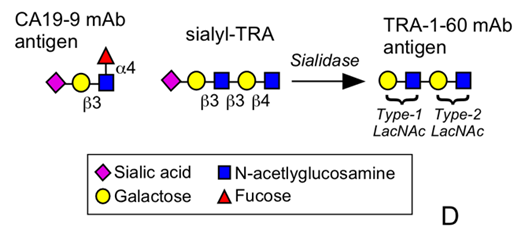 CA19-9 mAb
antigen
α4
β3
sialyl-TRA
β3 β3 β4
Sialidase
TRA-1-60 mAb
antigen
Type-1 Type-2
LacNAc LacNAc
Sialic acid
N-acetlyglucosamine
Galactose
Fucose
D